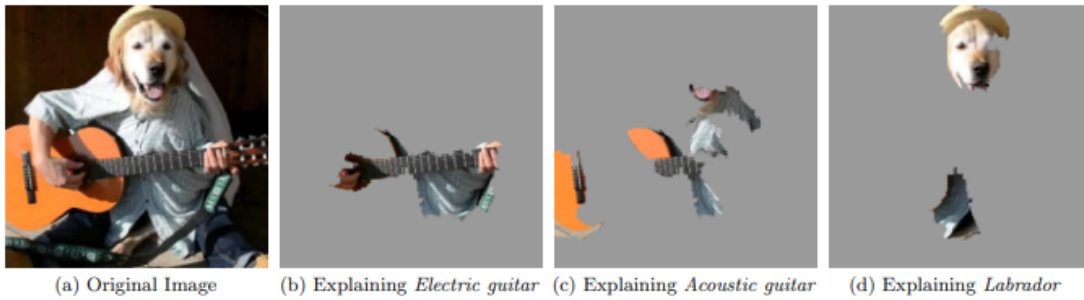 (a) Original Image
(b) Explaining Electric guitar
(c) Explaining Acoustic guitar
(d) Explaining Labrador